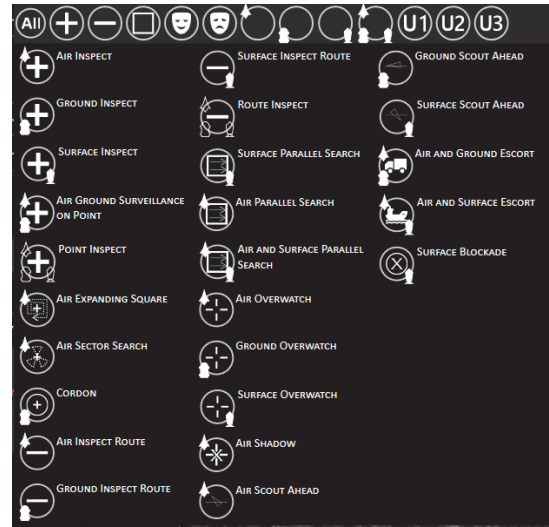 All U1 U2 U3
Air Inspect
Ground Inspect
Surface Inspect
Air Ground Surveillance
on Point
Point Inspect
Air Expanding Square
Air Sector Search
Cordon
Air Inspect Route
Ground Inspect Route
Surface Inspect Route
Route Inspect
Surface Parallel Search
Air Parallel Search
Air and Surface Parallel
Search
Air Overwatch
Ground Overwatch
Surface Overwatch
Air Shadow
Air Scout Ahead
Ground Scout Ahead
Surface Scout Ahead
Air and Ground Escort
Air and Surface Escort
Surface Blockade